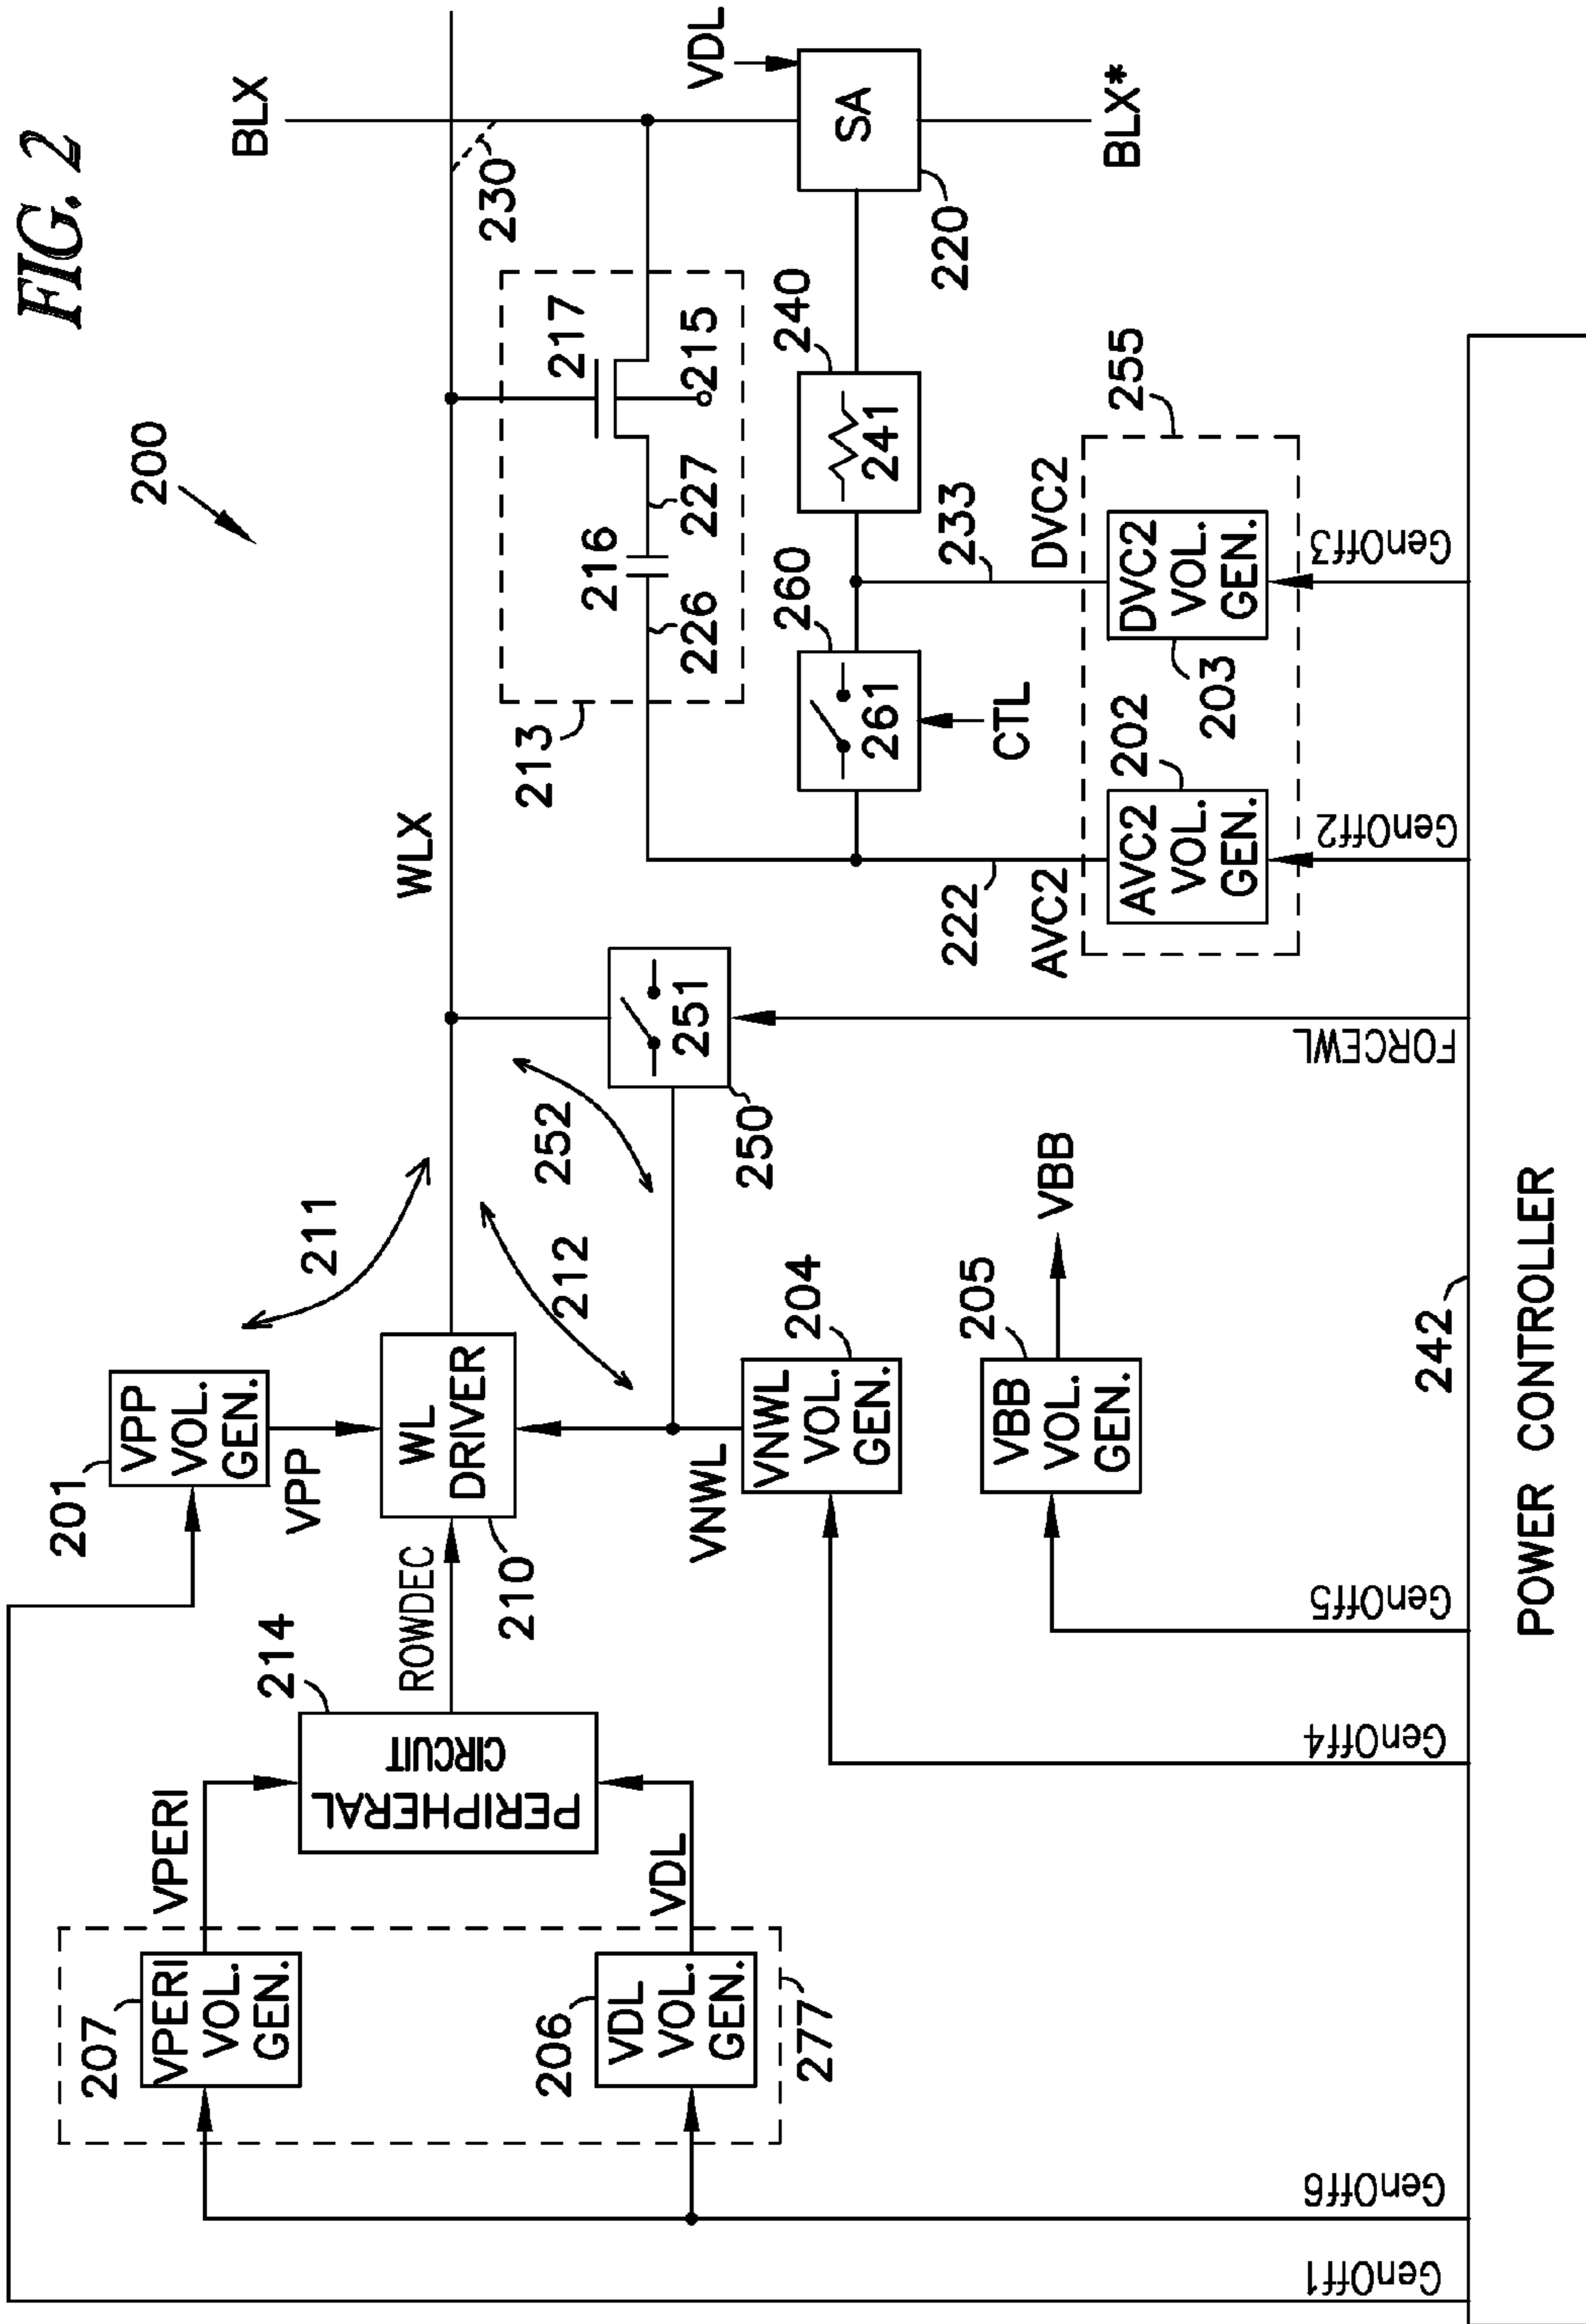 FIG. 2
200
201
VPP
VOL.
GEN.
VPP
211
WLX
BLX
230
207
VPERI
VOL.
GEN.
VPERI
214
PERIPHERAL
CIRCUIT
ROWDEC
WL
DRIVER
210
212
252
213
216
217
226
227
215
206
VDL
VOL.
GEN.
VDL
277
VNWL
VNWL
VOL.
GEN.
204
251
250
260
261
CTL
240
241
SA
VDL
220
BLX*
222
233
AVC2
DVC2
255
AVC2
VOL.
GEN.
202
DVC2
VOL.
GEN.
203
205
VBB
VOL.
GEN.
VBB
GenOff1
GenOff6
GenOff4
GenOff5
FORCEWL
GenOff2
GenOff3
242
POWER CONTROLLER